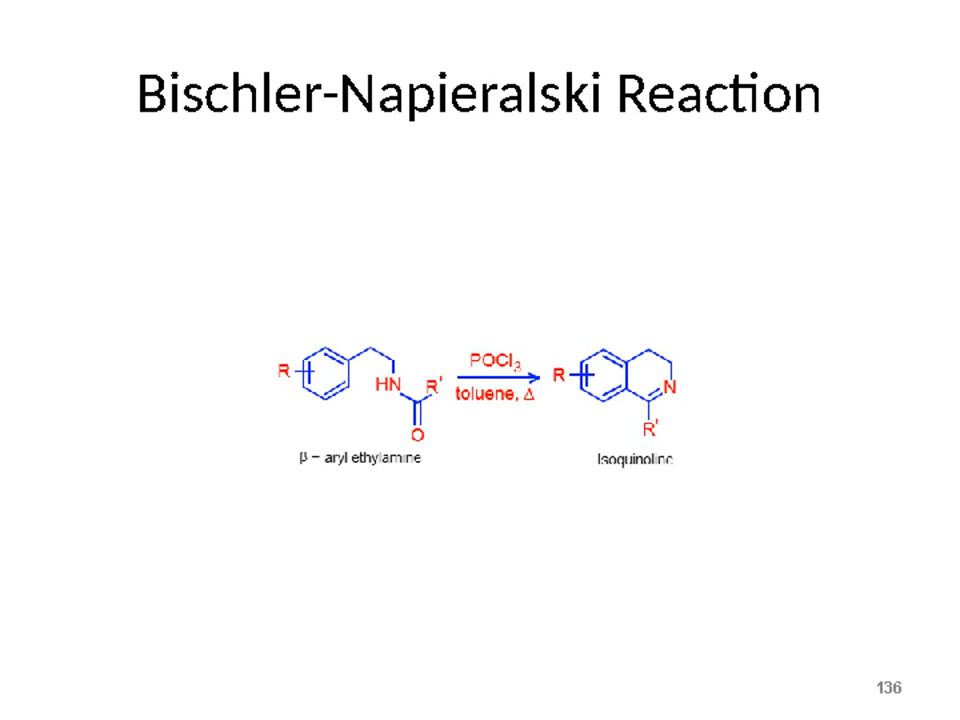 Bischler-Napieralski Reaction
R
HN
R'
O
POCl3
toluene, Δ
R
N
R'
β – aryl ethylamine
Isoquinoline
136